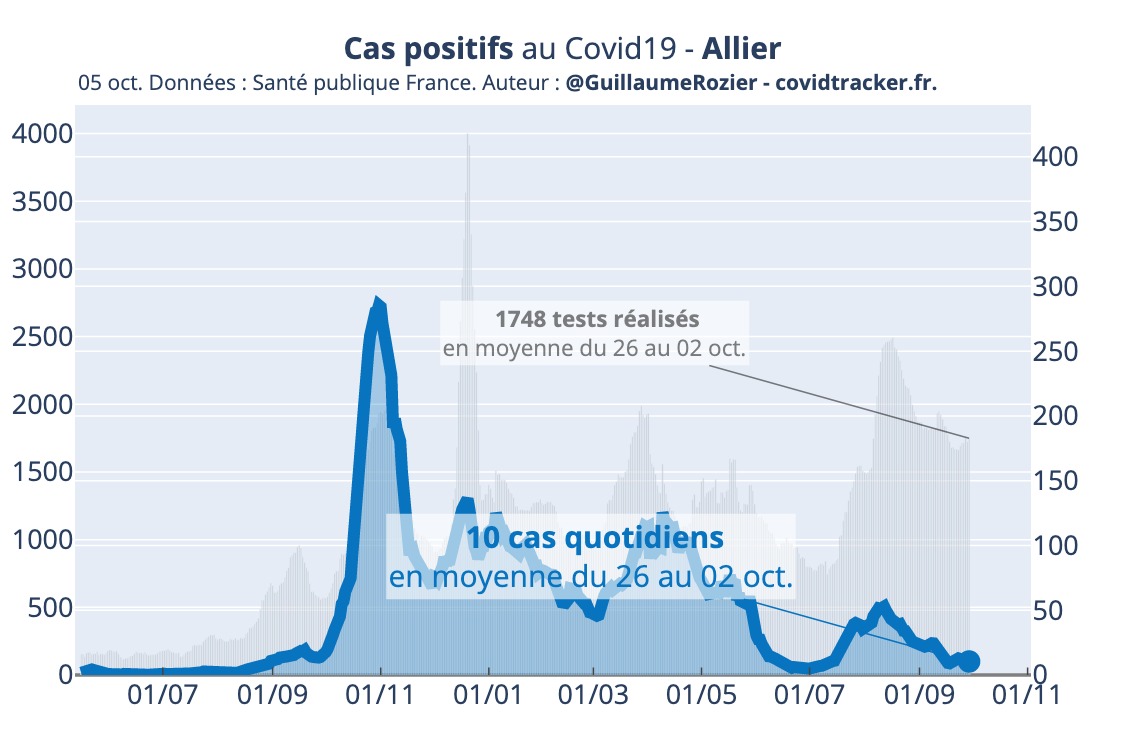 Cas positifs au Covid19 - Allier
05 oct. Données : Santé publique France. Auteur : @GuillaumeRozier - covidtracker.fr.
4000
3500
3000
2500
2000
1500
1000
500
0
400
350
300
250
200
150
100
50
0
1748 tests réalisés
en moyenne du 26 au 02 oct.
10 cas quotidiens
en moyenne du 26 au 02 oct.
01/07 01/09 01/11 01/01 01/03 01/05 01/07 01/09 01/11